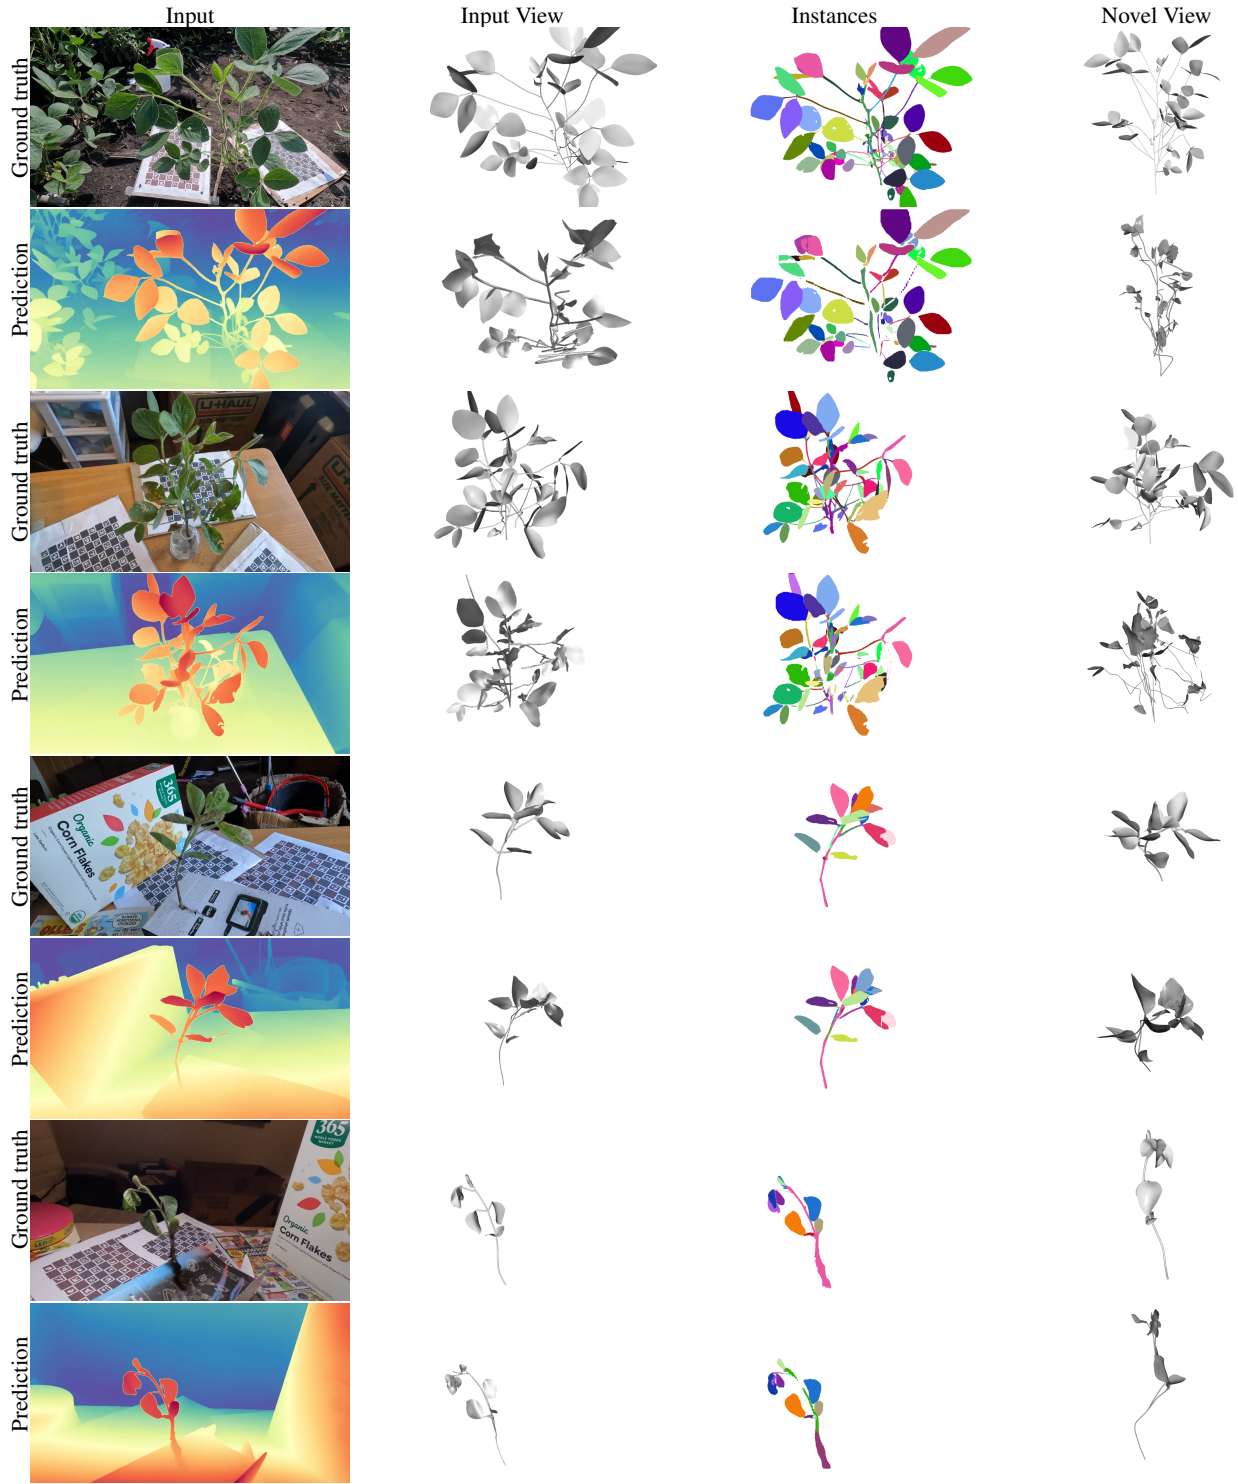 Input Input View Instances Novel View
Ground truth
Prediction
Ground truth
U-HAUL
Prediction
Ground truth
365
Organic
Corn Flakes
Prediction
Ground truth
365
WHOLE FOODS
MARKET
Organic
Corn Flakes
Prediction